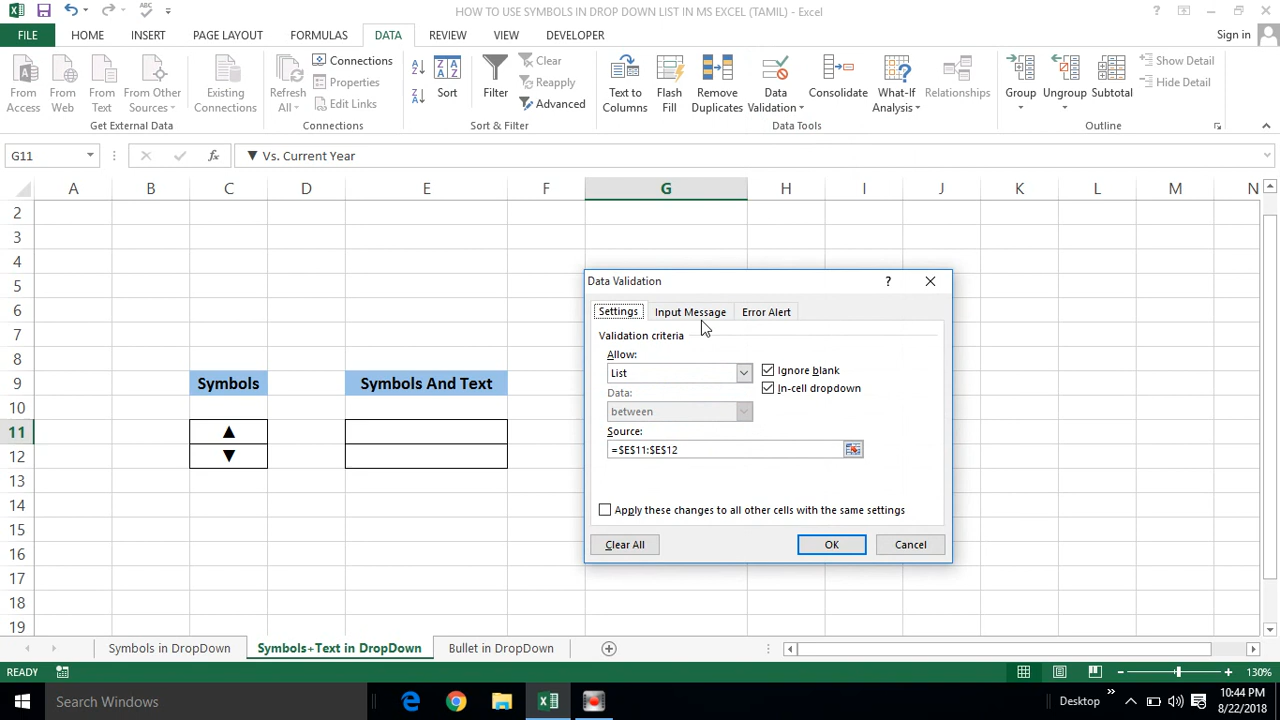 HOW TO USE SYMBOLS IN DROP DOWN LIST IN MS EXCEL (TAMIL) - Excel
FILE HOME INSERT PAGE LAYOUT FORMULAS DATA REVIEW VIEW DEVELOPER Sign in
From Access
From Web
From Text
From Other Sources
Existing Connections
Get External Data
Refresh All
Connections
Properties
Edit Links
Connections
Sort
Filter
Clear
Reapply
Advanced
Sort & Filter
Text to Columns
Flash Fill
Remove Duplicates
Data Validation
Consolidate
What-If Analysis
Relationships
Data Tools
Group
Ungroup
Subtotal
Show Detail
Hide Detail
Outline
G11 fx ▼ Vs. Current Year
A B C D E F G H I J K L M N
2
3
4
5
6
7
8
9 Symbols Symbols And Text
10
11 ▲
12 ▼
13
14
15
16
17
18
19
Data Validation ?
Settings Input Message Error Alert
Validation criteria
Allow:
List Ignore blank
In-cell dropdown
Data:
between
Source:
=$E$11:$E$12
Apply these changes to all other cells with the same settings
Clear All OK Cancel
Symbols in DropDown Symbols+Text in DropDown Bullet in DropDown
READY 130%
Search Windows Desktop 10:44 PM
8/22/2018